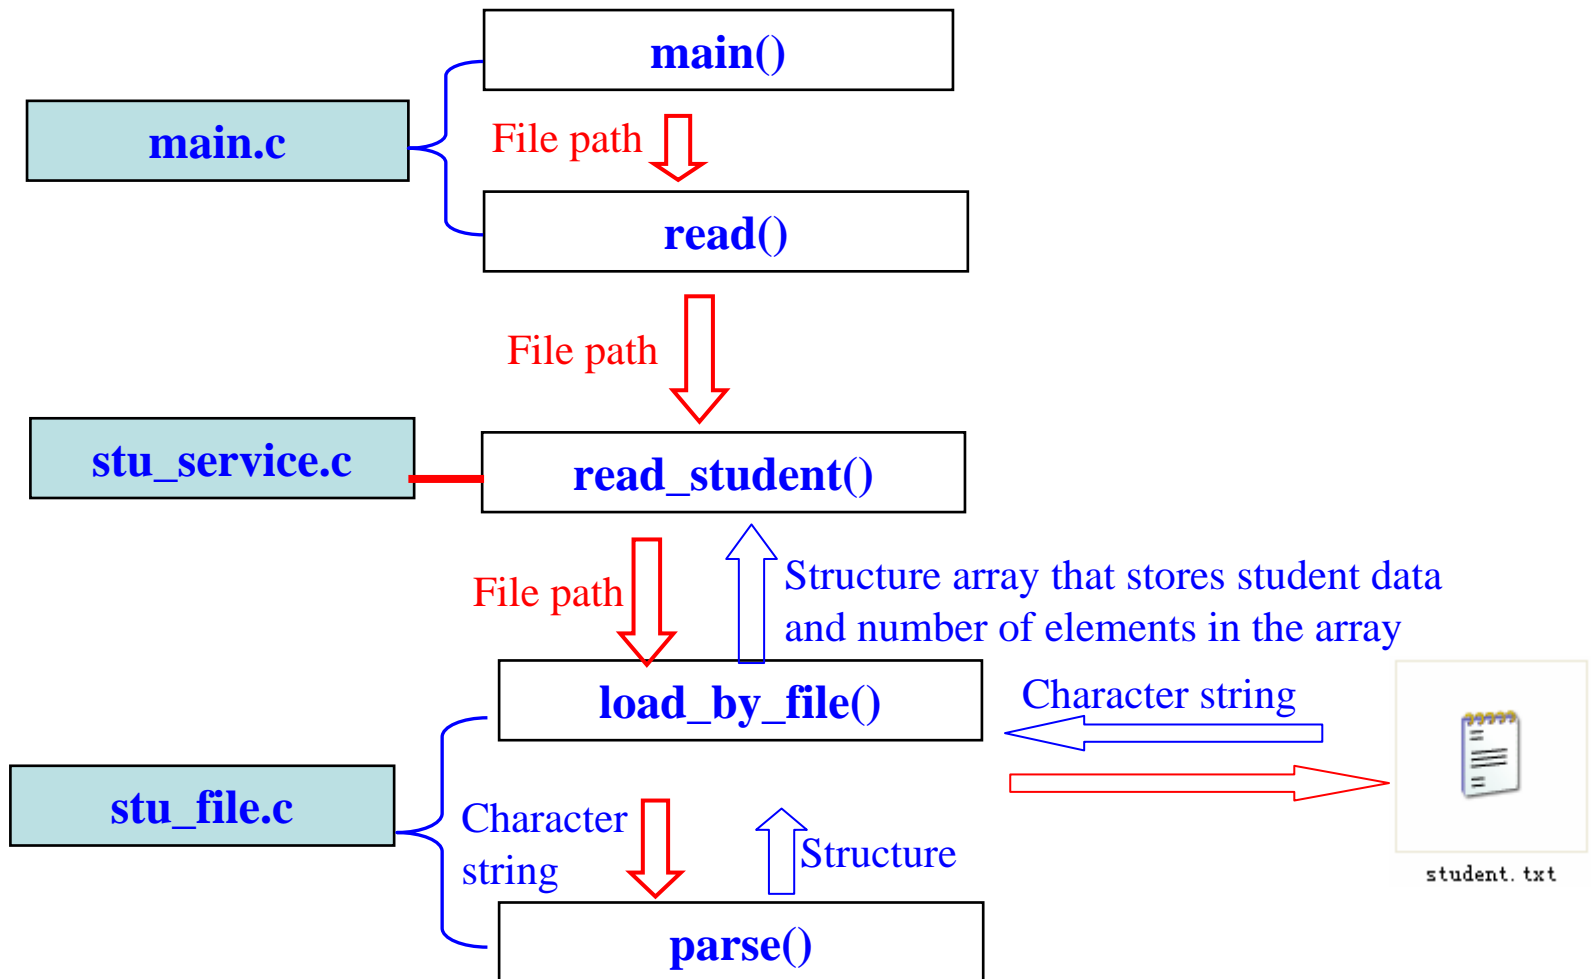 main()
main.c
File path
read()
File path
stu_service.c
read_student()
File path
Structure array that stores student data
and number of elements in the array
load_by_file()
Character string
stu_file.c
Character
string
Structure
student.txt
parse()